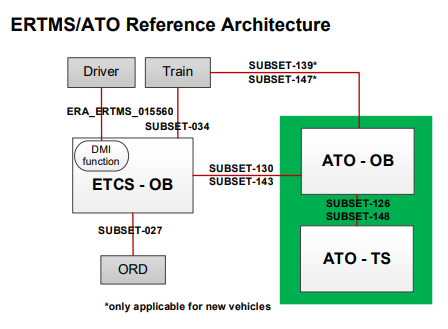 ERTMS/ATO Reference Architecture
Driver
Train
SUBSET-139*
SUBSET-147*
ERA_ERTMS_015560
SUBSET-034
DMI
function
ETCS - OB
SUBSET-130
SUBSET-143
ATO - OB
SUBSET-126
SUBSET-148
ATO - TS
SUBSET-027
ORD
*only applicable for new vehicles